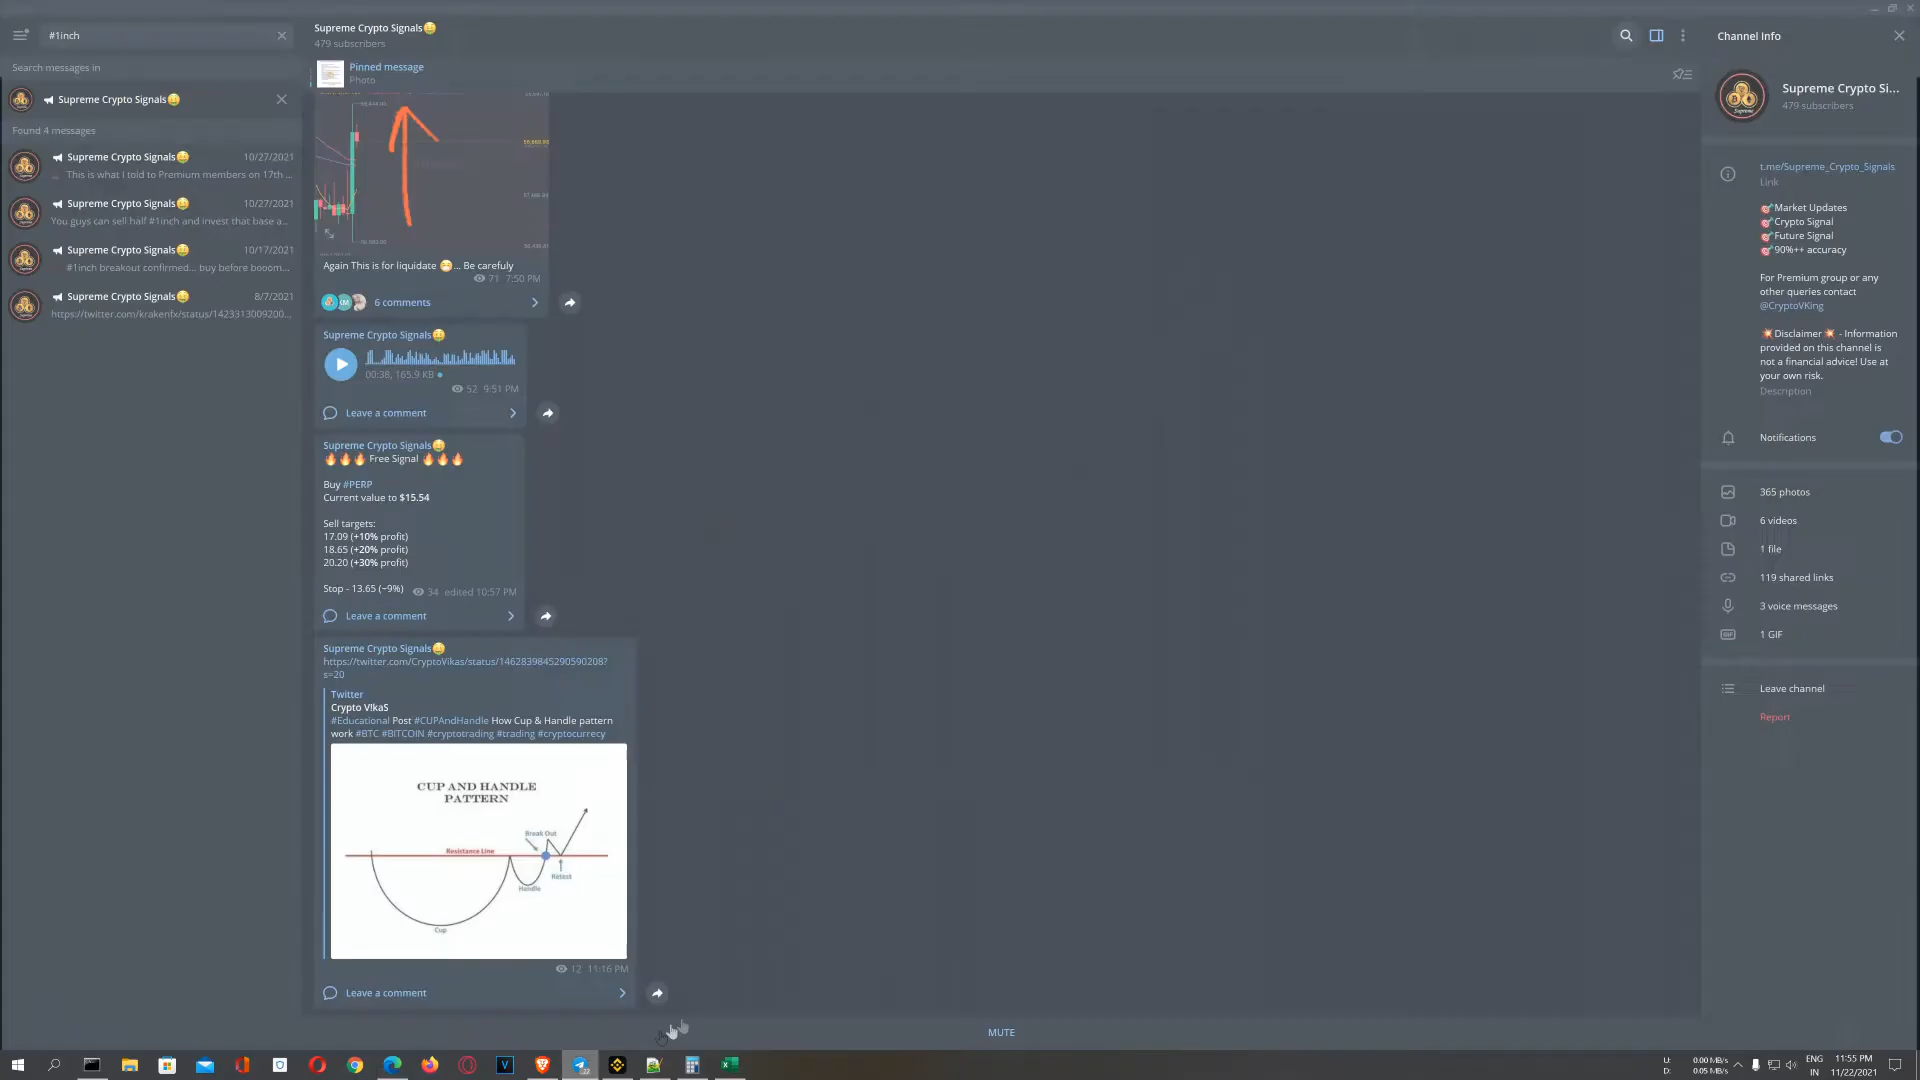 #1inch
Search messages in
Supreme Crypto Signals
Found 4 messages
Supreme Crypto Signals 10/27/2021
This is what I told to Premium members on 17th ...
Supreme Crypto Signals 10/27/2021
You guys can sell half #1inch and invest that base a...
Supreme Crypto Signals 10/17/2021
#1inch breakout confirmed... buy before booom...
Supreme Crypto Signals 8/7/2021
https://twitter.com/krakenfx/status/1423313009200...
Supreme Crypto Signals
479 subscribers
Pinned message
Photo
Again This is for liquidate ... Be carefuly
71 7:50 PM
KM
6 comments
Supreme Crypto Signals
00:38, 165.9 KB
52 9:51 PM
Leave a comment
Supreme Crypto Signals
Free Signal
Buy #PERP
Current value to $15.54
Sell targets:
17.09 (+10% profit)
18.65 (+20% profit)
20.20 (+30% profit)
Stop - 13.65 (~9%)
34 edited 10:57 PM
Leave a comment
Supreme Crypto Signals
https://twitter.com/CryptoVikas/status/1462839845290590208?
s=20
Twitter
Crypto V!kaS
#Educational Post #CUPAndHandle How Cup & Handle pattern
work #BTC #BITCOIN #cryptotrading #trading #cryptocurrecy
CUP AND HANDLE
PATTERN
Break Out
Resistance Line
Retest
Handle
Cup
12 11:16 PM
Leave a comment
MUTE
Channel Info
Supreme Crypto Si...
479 subscribers
t.me/Supreme_Crypto_Signals
Link
Market Updates
Crypto Signal
Future Signal
90%++ accuracy
For Premium group or any
other queries contact
@CryptoVKing
Disclaimer - Information
provided on this channel is
not a financial advice! Use at
your own risk.
Description
Notifications
365 photos
6 videos
1 file
119 shared links
3 voice messages
GIF
1 GIF
Leave channel
Report
U: 0.00 MB/s
D: 0.05 MB/s
ENG
IN
11:55 PM
11/22/2021